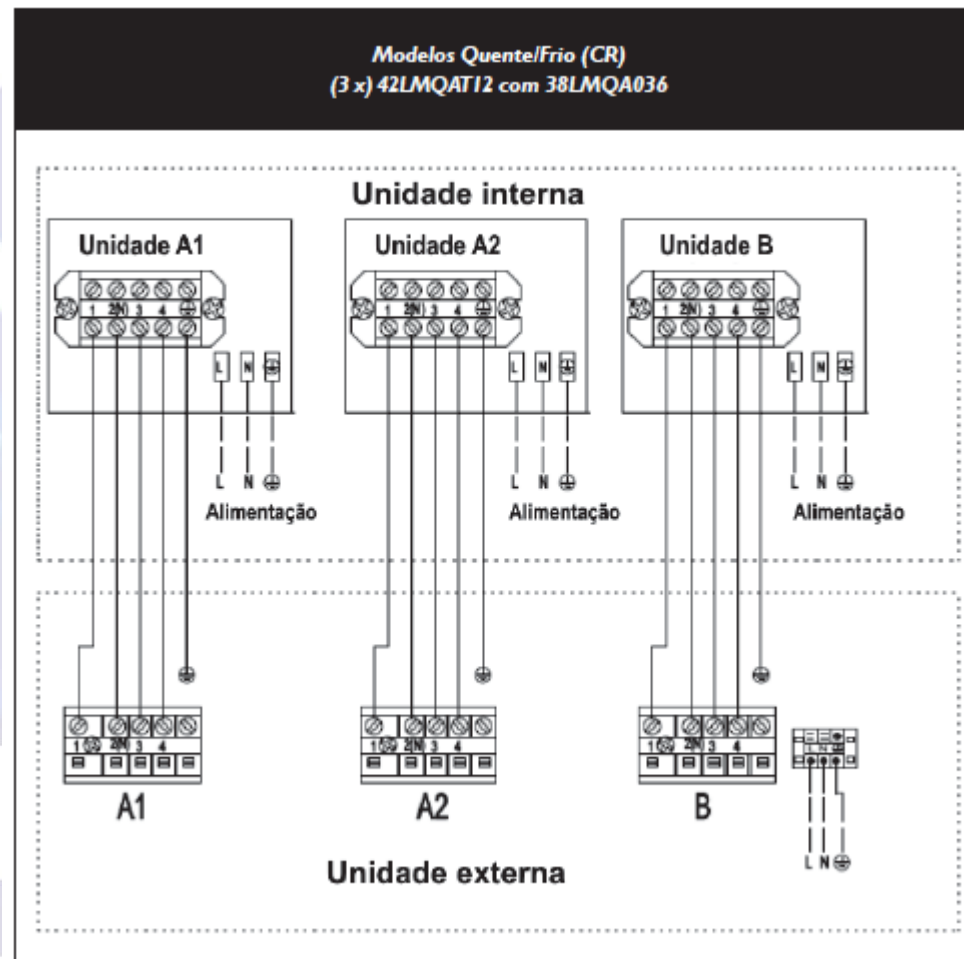 Modelos Quente/Frio (CR)
(3 x) 42LMQAT12 com 38LMQA036
Unidade interna
Unidade A1
Unidade A2
Unidade B
1 2(N) 3 4
1 2(N) 3 4
1 2(N) 3 4
L N
L N
L N
L N
L N
L N
Alimentação
Alimentação
Alimentação
1 2(N) 3 4
1 2(N) 3 4
1 2(N) 3 4
L N
A1
A2
B
L N
Unidade externa